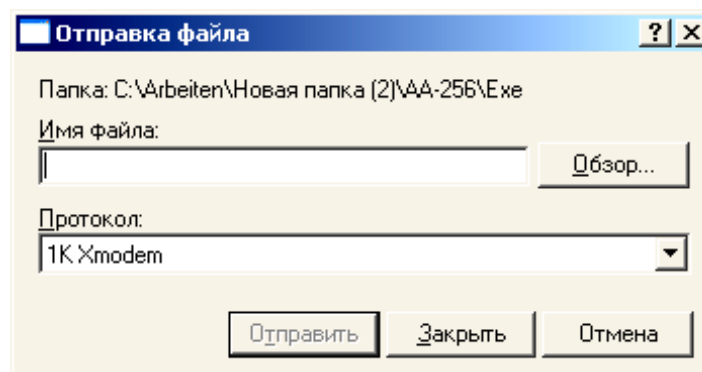 Отправка файла
Папка: C:\Arbeiten\Новая папка (2)\AA-256\Exe
Имя файла:
Обзор...
Протокол:
1K Xmodem
Отправить Закрыть Отмена